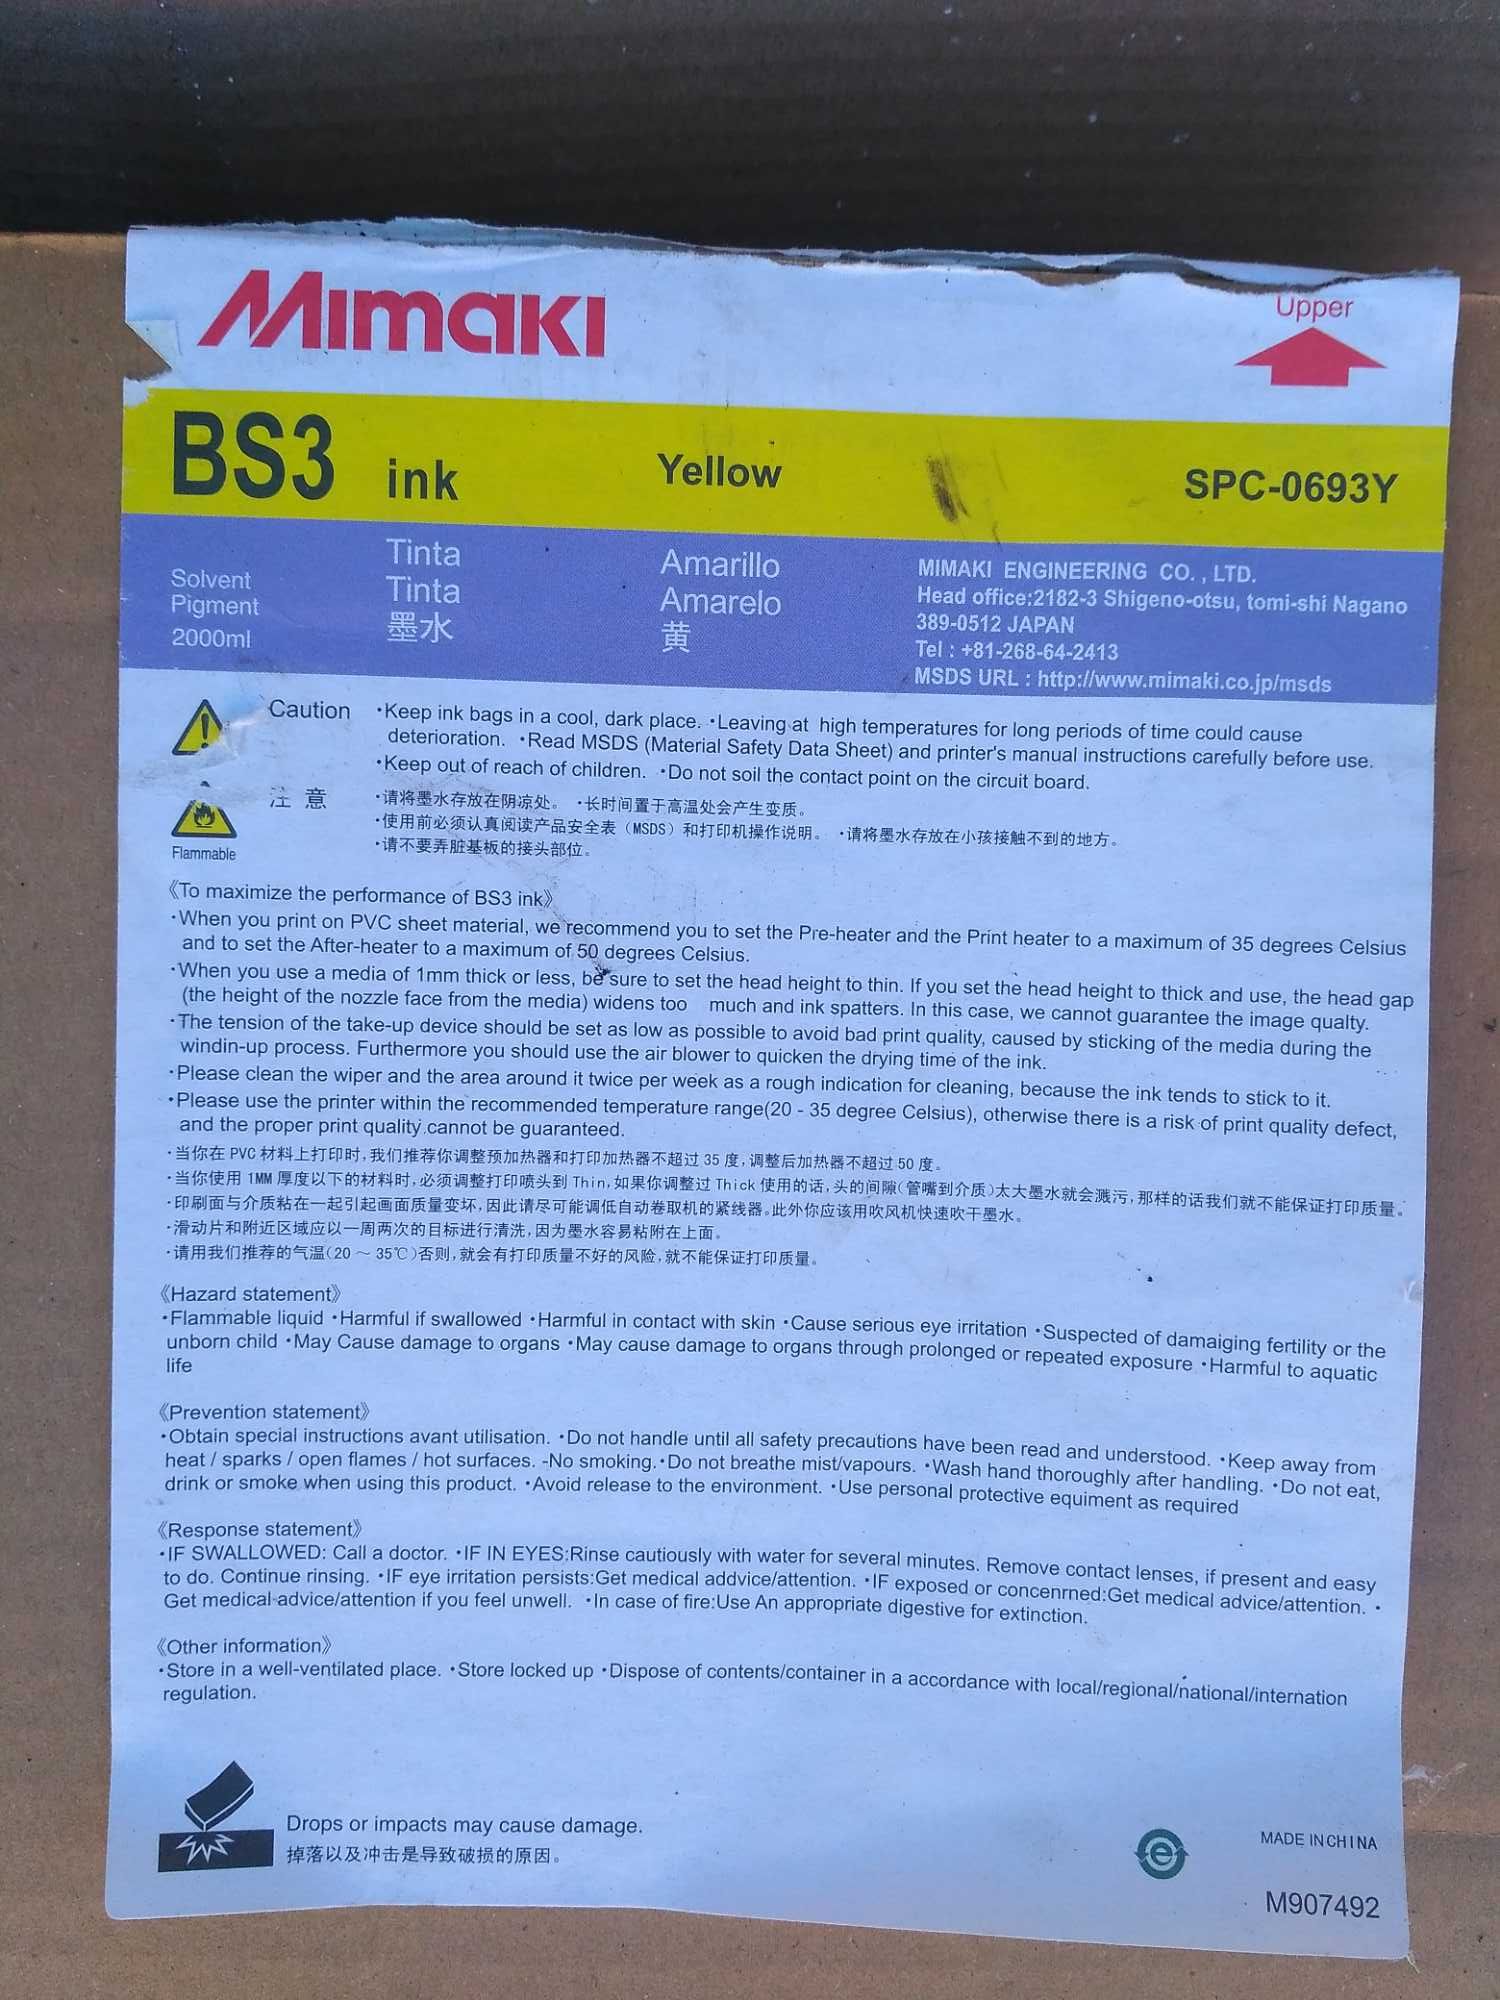 Mimaki
Upper
BS3 ink Yellow SPC-0693Y
Solvent
Pigment
2000ml
Tinta
Tinta
墨水
Amarillo
Amarelo
黄
MIMAKI ENGINEERING CO. , LTD.
Head office:2182-3 Shigeno-otsu, tomi-shi Nagano
389-0512 JAPAN
Tel : +81-268-64-2413
MSDS URL : http://www.mimaki.co.jp/msds
Caution
・Keep ink bags in a cool, dark place. ・Leaving at high temperatures for long periods of time could cause
deterioration. ・Read MSDS (Material Safety Data Sheet) and printer's manual instructions carefully before use.
・Keep out of reach of children. ・Do not soil the contact point on the circuit board.
注 意
・请将墨水存放在阴凉处。 ・长时间置于高温处会产生变质。
・使用前必须认真阅读产品安全表（MSDS）和打印机操作说明。 ・请将墨水存放在小孩接触不到的地方。
・请不要弄脏基板的接头部位。
Flammable
《To maximize the performance of BS3 ink》
・When you print on PVC sheet material, we recommend you to set the Pre-heater and the Print heater to a maximum of 35 degrees Celsius
and to set the After-heater to a maximum of 50 degrees Celsius.
・When you use a media of 1mm thick or less, be sure to set the head height to thin. If you set the head height to thick and use, the head gap
(the height of the nozzle face from the media) widens too much and ink spatters. In this case, we cannot guarantee the image qualty.
・The tension of the take-up device should be set as low as possible to avoid bad print quality, caused by sticking of the media during the
windin-up process. Furthermore you should use the air blower to quicken the drying time of the ink.
・Please clean the wiper and the area around it twice per week as a rough indication for cleaning, because the ink tends to stick to it.
・Please use the printer within the recommended temperature range(20 - 35 degree Celsius), otherwise there is a risk of print quality defect,
and the proper print quality cannot be guaranteed.
・当你在 PVC 材料上打印时,我们推荐你调整预加热器和打印加热器不超过 35 度,调整后加热器不超过 50 度。
・当你使用 1MM 厚度以下的材料时,必须调整打印喷头到 Thin,如果你调整过 Thick 使用的话,头的间隙(管嘴到介质)太大墨水就会溅污,那样的话我们就不能保证打印质量。
・印刷面与介质粘在一起引起画面质量变坏,因此请尽可能调低自动卷取机的紧线器。此外你应该用吹风机快速吹干墨水。
・滑动片和附近区域应以一周两次的目标进行清洗,因为墨水容易粘附在上面。
・请用我们推荐的气温(20 ～ 35℃)否则,就会有打印质量不好的风险,就不能保证打印质量。
《Hazard statement》
・Flammable liquid ・Harmful if swallowed ・Harmful in contact with skin ・Cause serious eye irritation ・Suspected of damaiging fertility or the
unborn child ・May Cause damage to organs ・May cause damage to organs through prolonged or repeated exposure ・Harmful to aquatic
life
《Prevention statement》
・Obtain special instructions avant utilisation. ・Do not handle until all safety precautions have been read and understood. ・Keep away from
heat / sparks / open flames / hot surfaces. -No smoking.・Do not breathe mist/vapours. ・Wash hand thoroughly after handling. ・Do not eat,
drink or smoke when using this product. ・Avoid release to the environment. ・Use personal protective equiment as required
《Response statement》
・IF SWALLOWED: Call a doctor. ・IF IN EYES:Rinse cautiously with water for several minutes. Remove contact lenses, if present and easy
to do. Continue rinsing. ・IF eye irritation persists:Get medical addvice/attention. ・IF exposed or concenrned:Get medical advice/attention. ・
Get medical advice/attention if you feel unwell. ・In case of fire:Use An appropriate digestive for extinction.
《Other information》
・Store in a well-ventilated place. ・Store locked up ・Dispose of contents/container in a accordance with local/regional/national/internation
regulation.
Drops or impacts may cause damage.
掉落以及冲击是导致破损的原因。
e
MADE IN CHINA
M907492